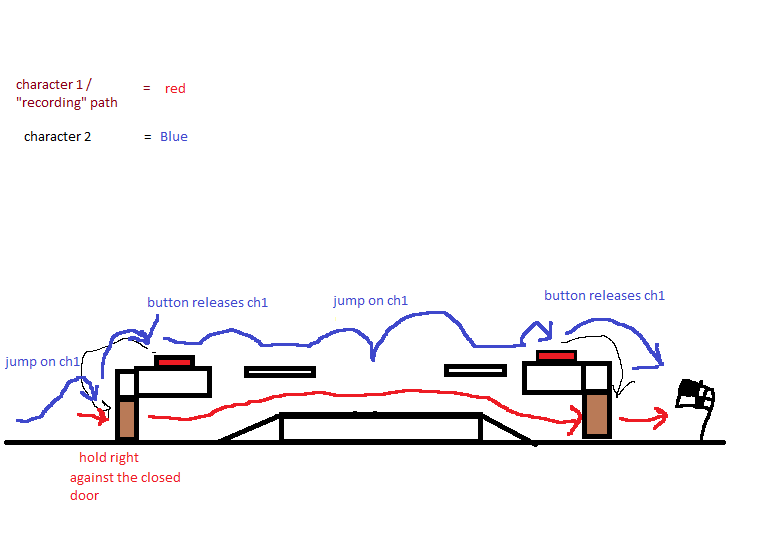 character 1 /
"recording" path
= red
character 2
= Blue
button releases ch1
jump on ch1
button releases ch1
jump on ch1
hold right
against the closed
door